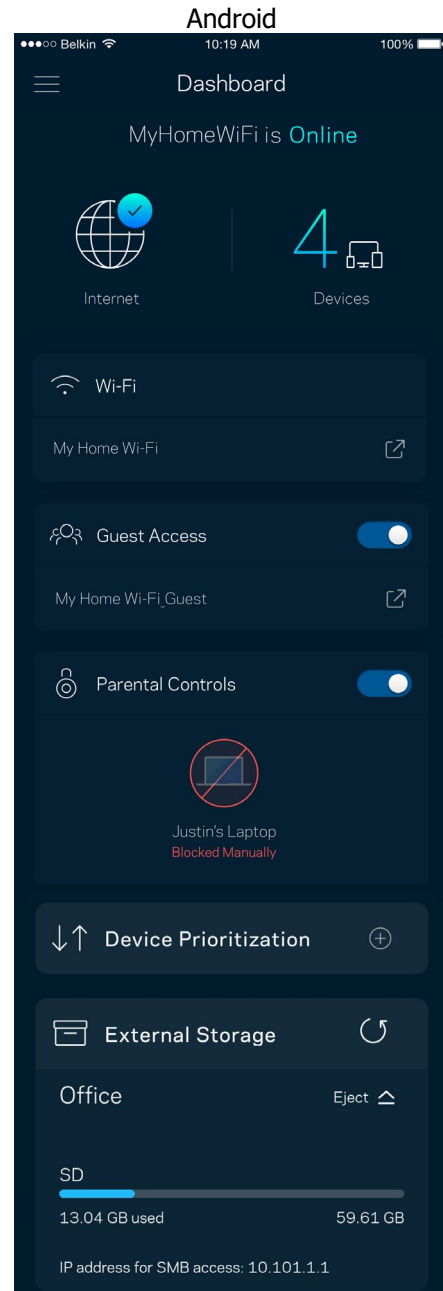 Android
Belkin 10:19 AM 100%
Dashboard
MyHomeWiFi is Online
4
Internet Devices
Wi-Fi
My Home Wi-Fi
Guest Access
My Home Wi-Fi_Guest
Parental Controls
Justin's Laptop
Blocked Manually
Device Prioritization
External Storage
Office Eject
SD
13.04 GB used 59.61 GB
IP address for SMB access: 10.101.1.1